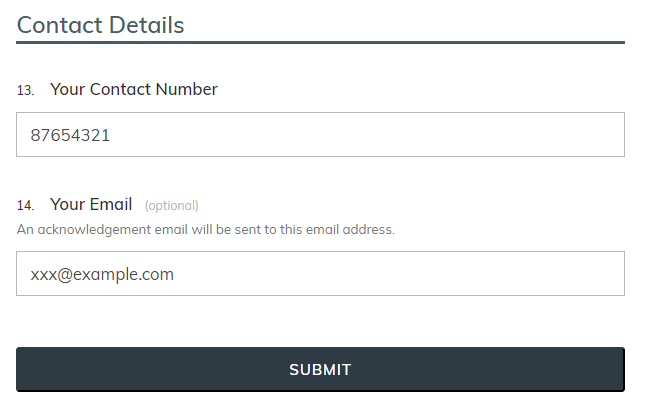 Contact Details
13. Your Contact Number
87654321
14. Your Email (optional)
An acknowledgement email will be sent to this email address.
xxx@example.com
SUBMIT